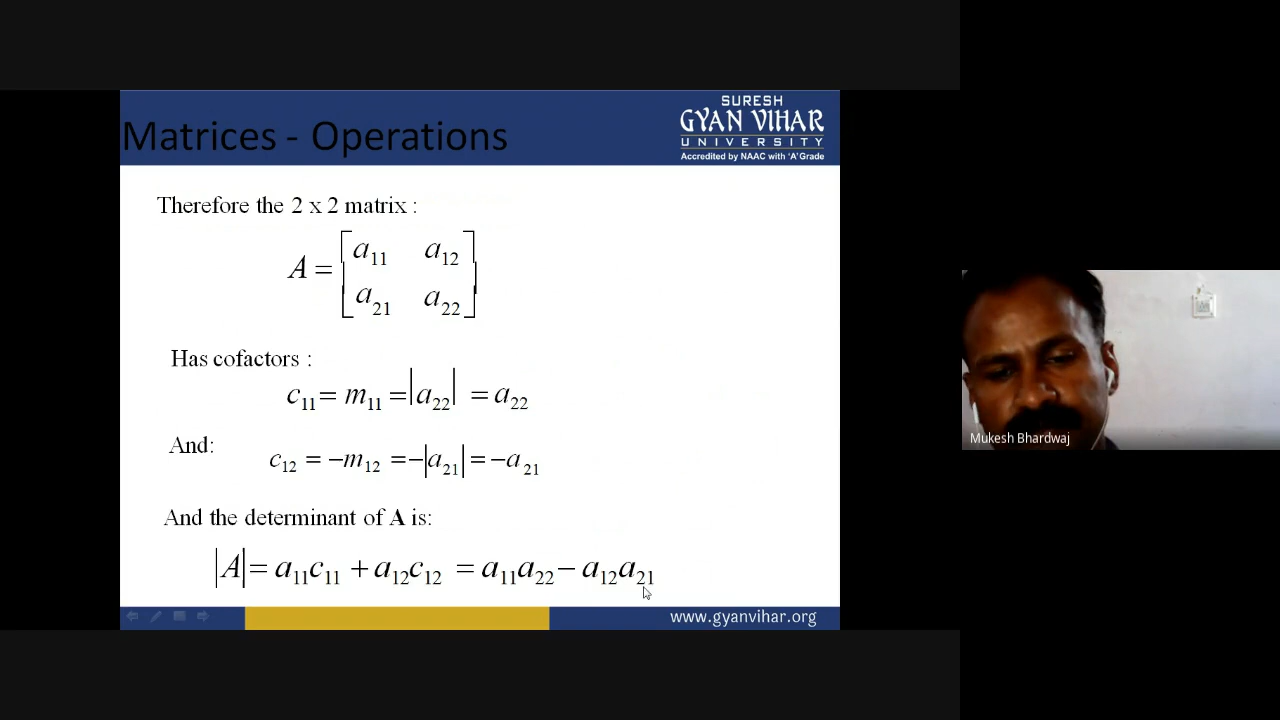 Matrices - Operations
SURESH
GYAN VIHAR
UNIVERSITY
Accredited by NAAC with 'A' Grade
Therefore the 2 x 2 matrix :
A = [a11 a12
a21 a22]
Has cofactors :
c11 = m11 = |a22| = a22
And:
c12 = −m12 = −|a21| = −a21
And the determinant of A is:
|A| = a11c11 + a12c12 = a11a22 − a12a21
www.gyanvihar.org
Mukesh Bhardwaj